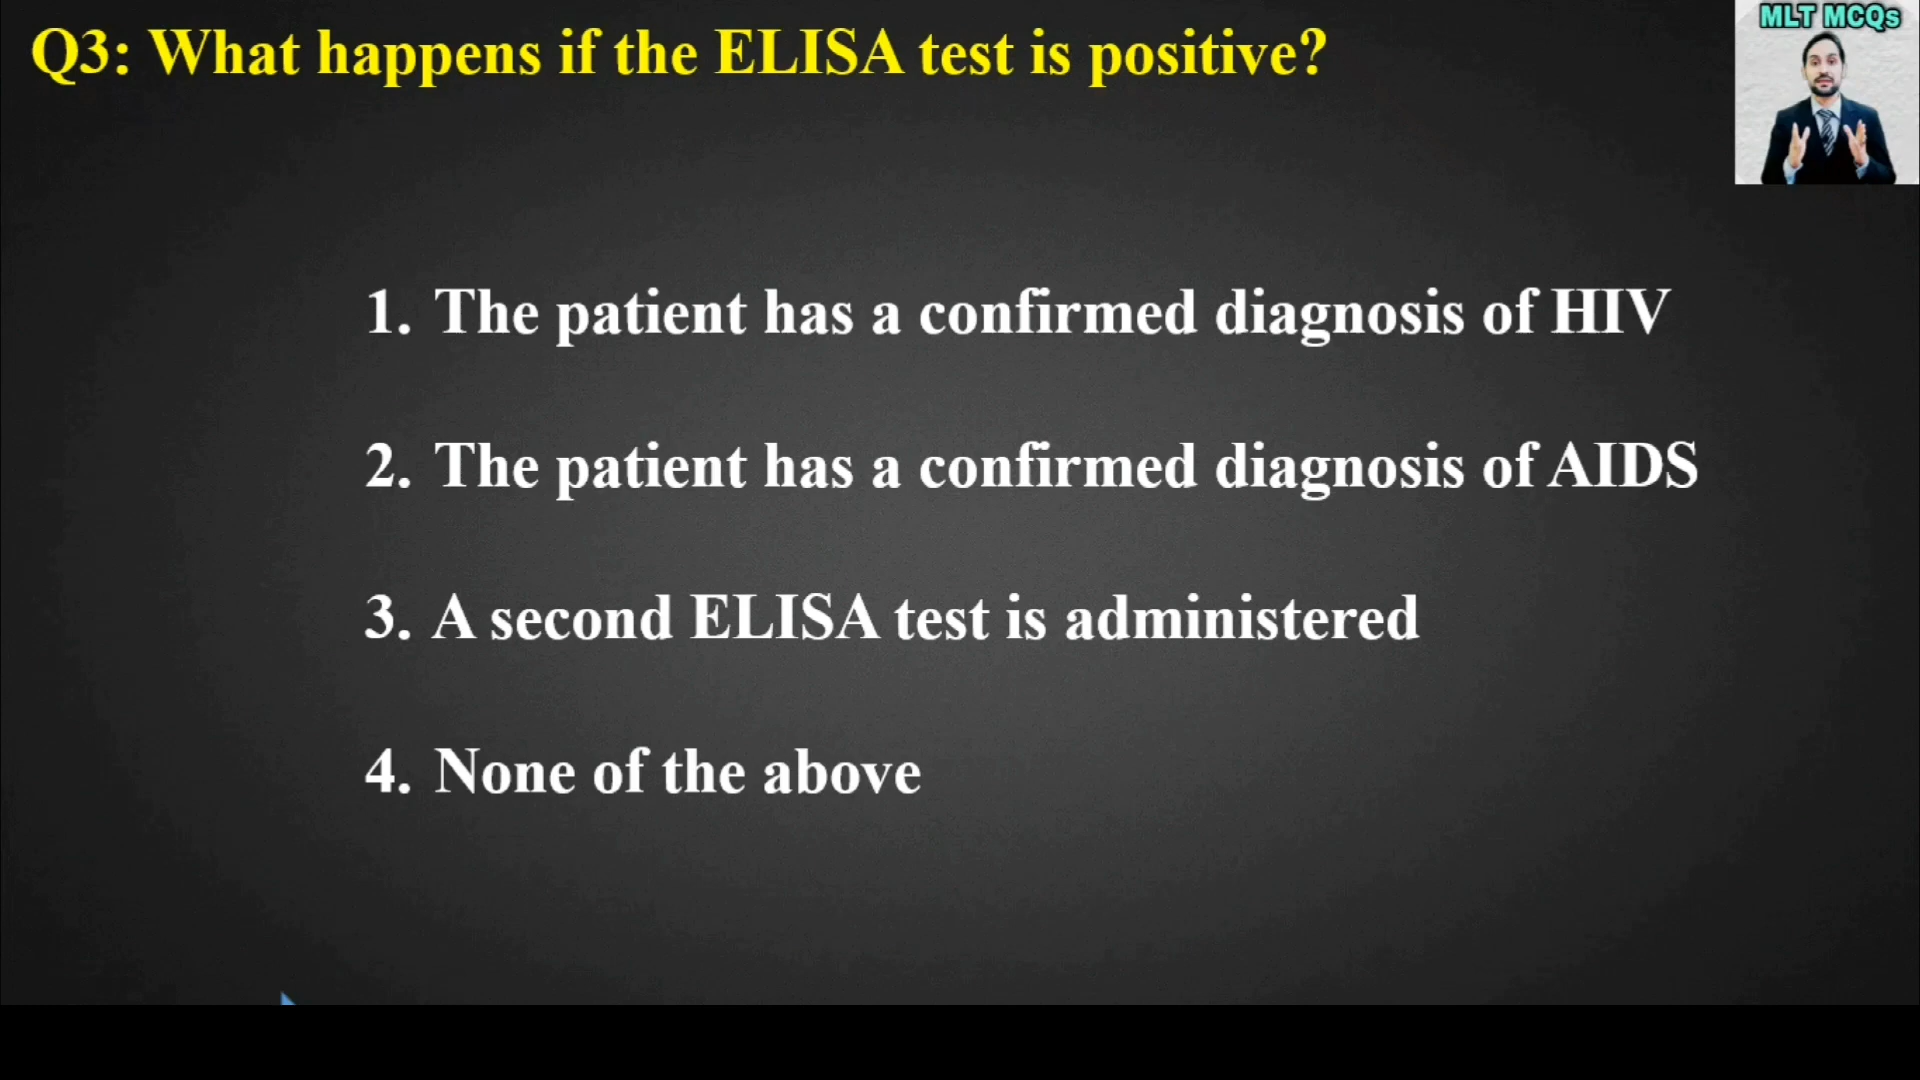 Q3: What happens if the ELISA test is positive?
MLT MCQs
1. The patient has a confirmed diagnosis of HIV
2. The patient has a confirmed diagnosis of AIDS
3. A second ELISA test is administered
4. None of the above